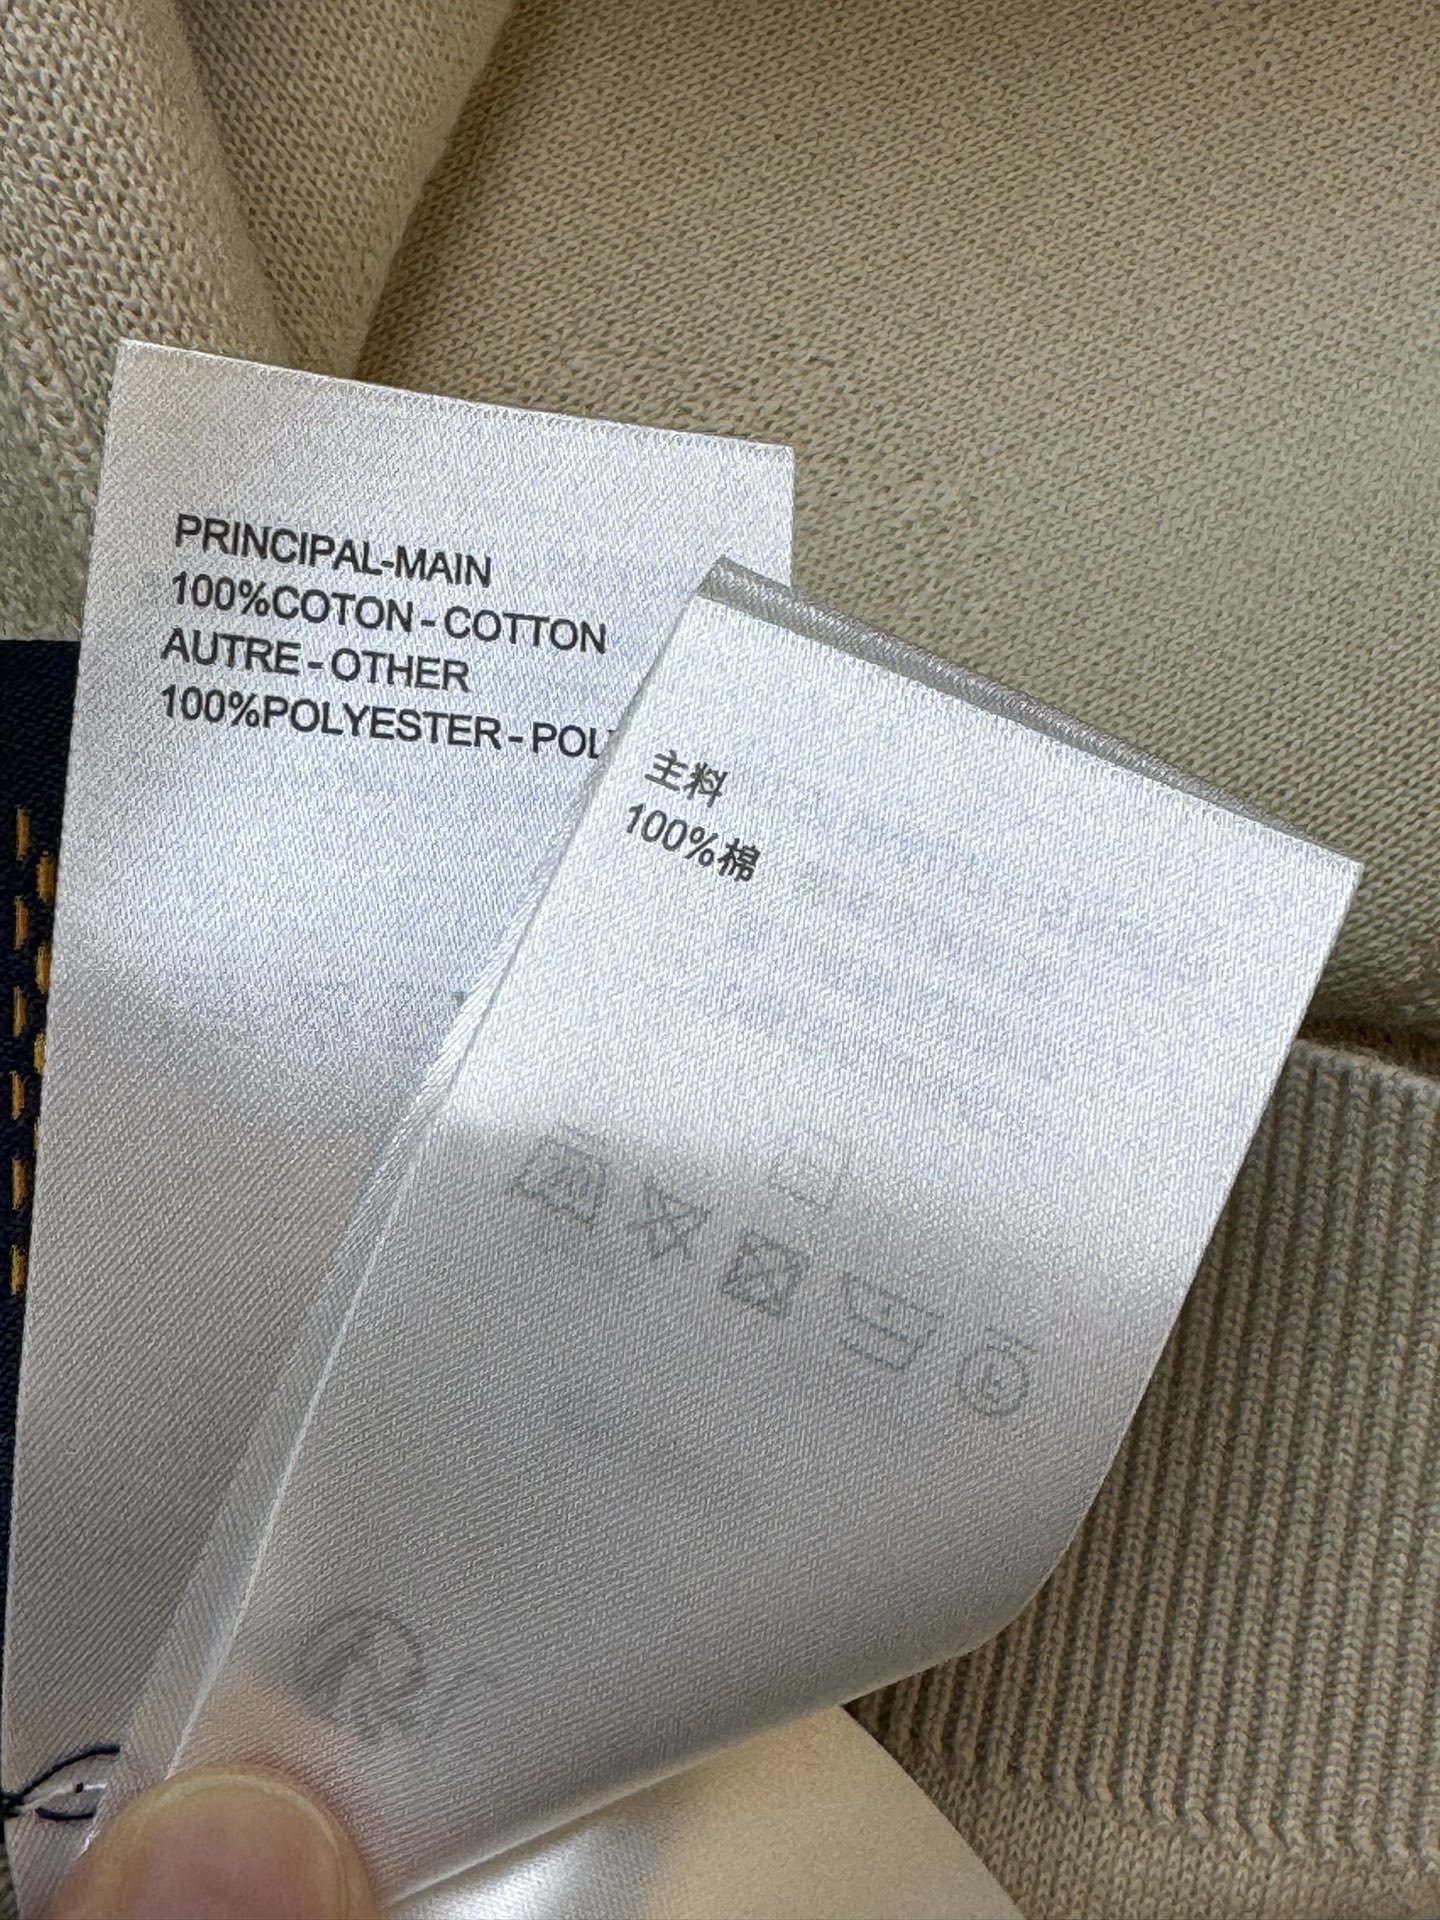 PRINCIPAL-MAIN
100%COTON-COTTON
AUTRE-OTHER
100%POLYESTER-POL
主料
100%棉